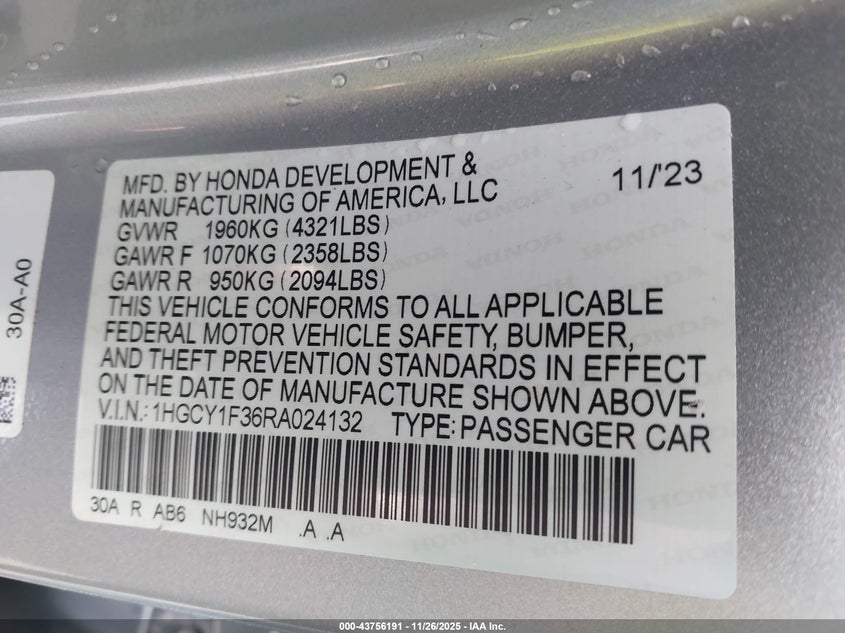 MFD. BY HONDA DEVELOPMENT &
MANUFACTURING OF AMERICA, LLC
11/'23
GVWR 1960KG (4321LBS)
GAWR F 1070KG (2358LBS)
GAWR R 950KG (2094LBS)
THIS VEHICLE CONFORMS TO ALL APPLICABLE
FEDERAL MOTOR VEHICLE SAFETY, BUMPER,
AND THEFT PREVENTION STANDARDS IN EFFECT
ON THE DATE OF MANUFACTURE SHOWN ABOVE.
V.I.N.: 1HGCY1F36RA024132 TYPE: PASSENGER CAR
30A R AB6 NH932M .A .A
30A-A0
000-43756191 - 11/26/2025 - IAA Inc.